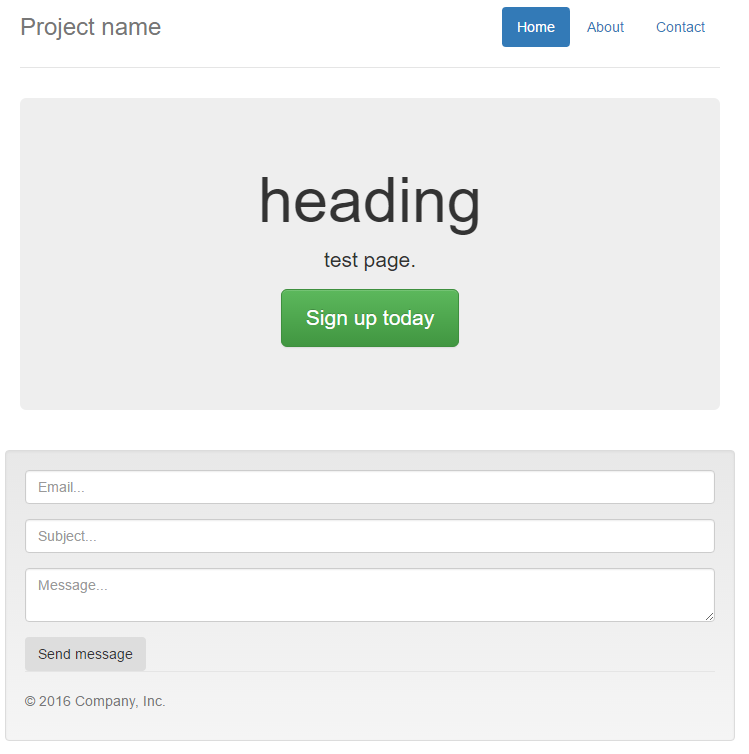 Project name
Home About Contact
heading
test page.
Sign up today
Email...
Subject...
Message...
Send message
© 2016 Company, Inc.